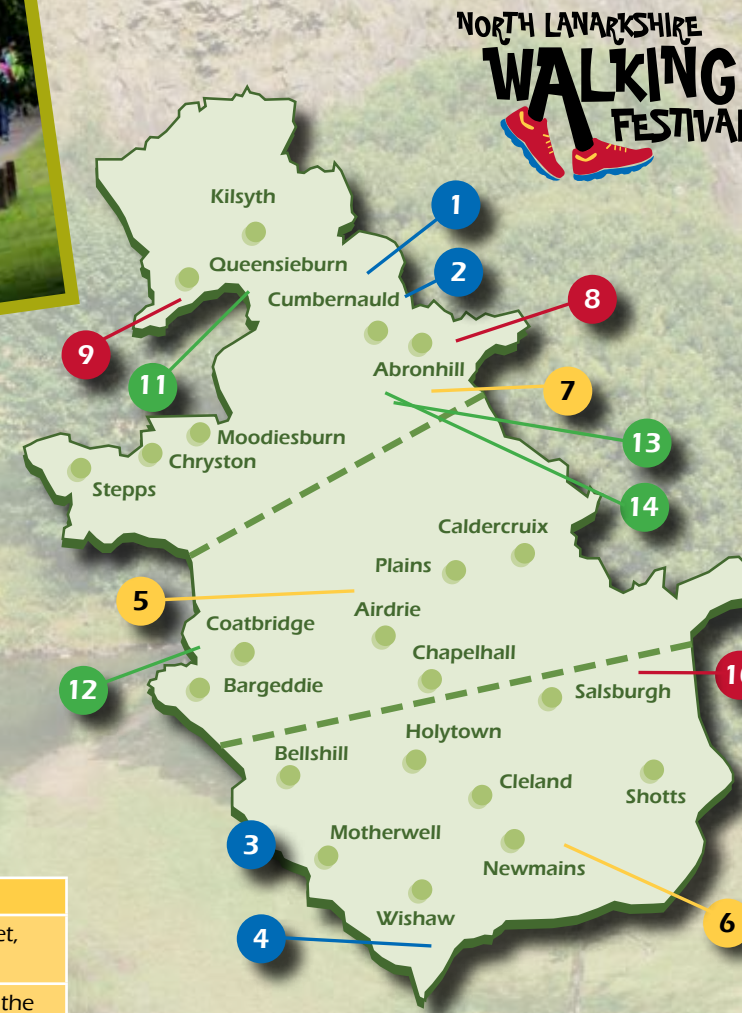 NORTH LANARKSHIRE
WALKING
FESTIVAL
Kilsyth
1
Queensieburn
2
Cumbernauld
8
9
Abronhill
11
7
Moodiesburn
13
Chryston
Stepps
14
Caldercruix
Plains
5
Airdrie
Coatbridge
Chapelhall
12
Bargeddie
Salsburgh
Holytown
Bellshill
Cleland
Shotts
Motherwell
3
Newmains
Wishaw
6
4
the